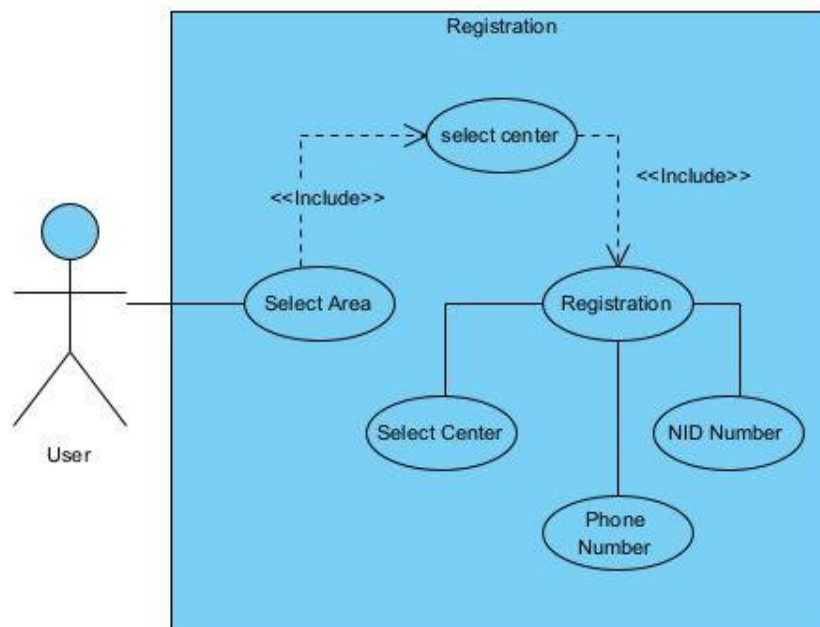 Registration
select center
<<Include>>
<<Include>>
Select Area
Registration
User
Select Center
NID Number
Phone
Number